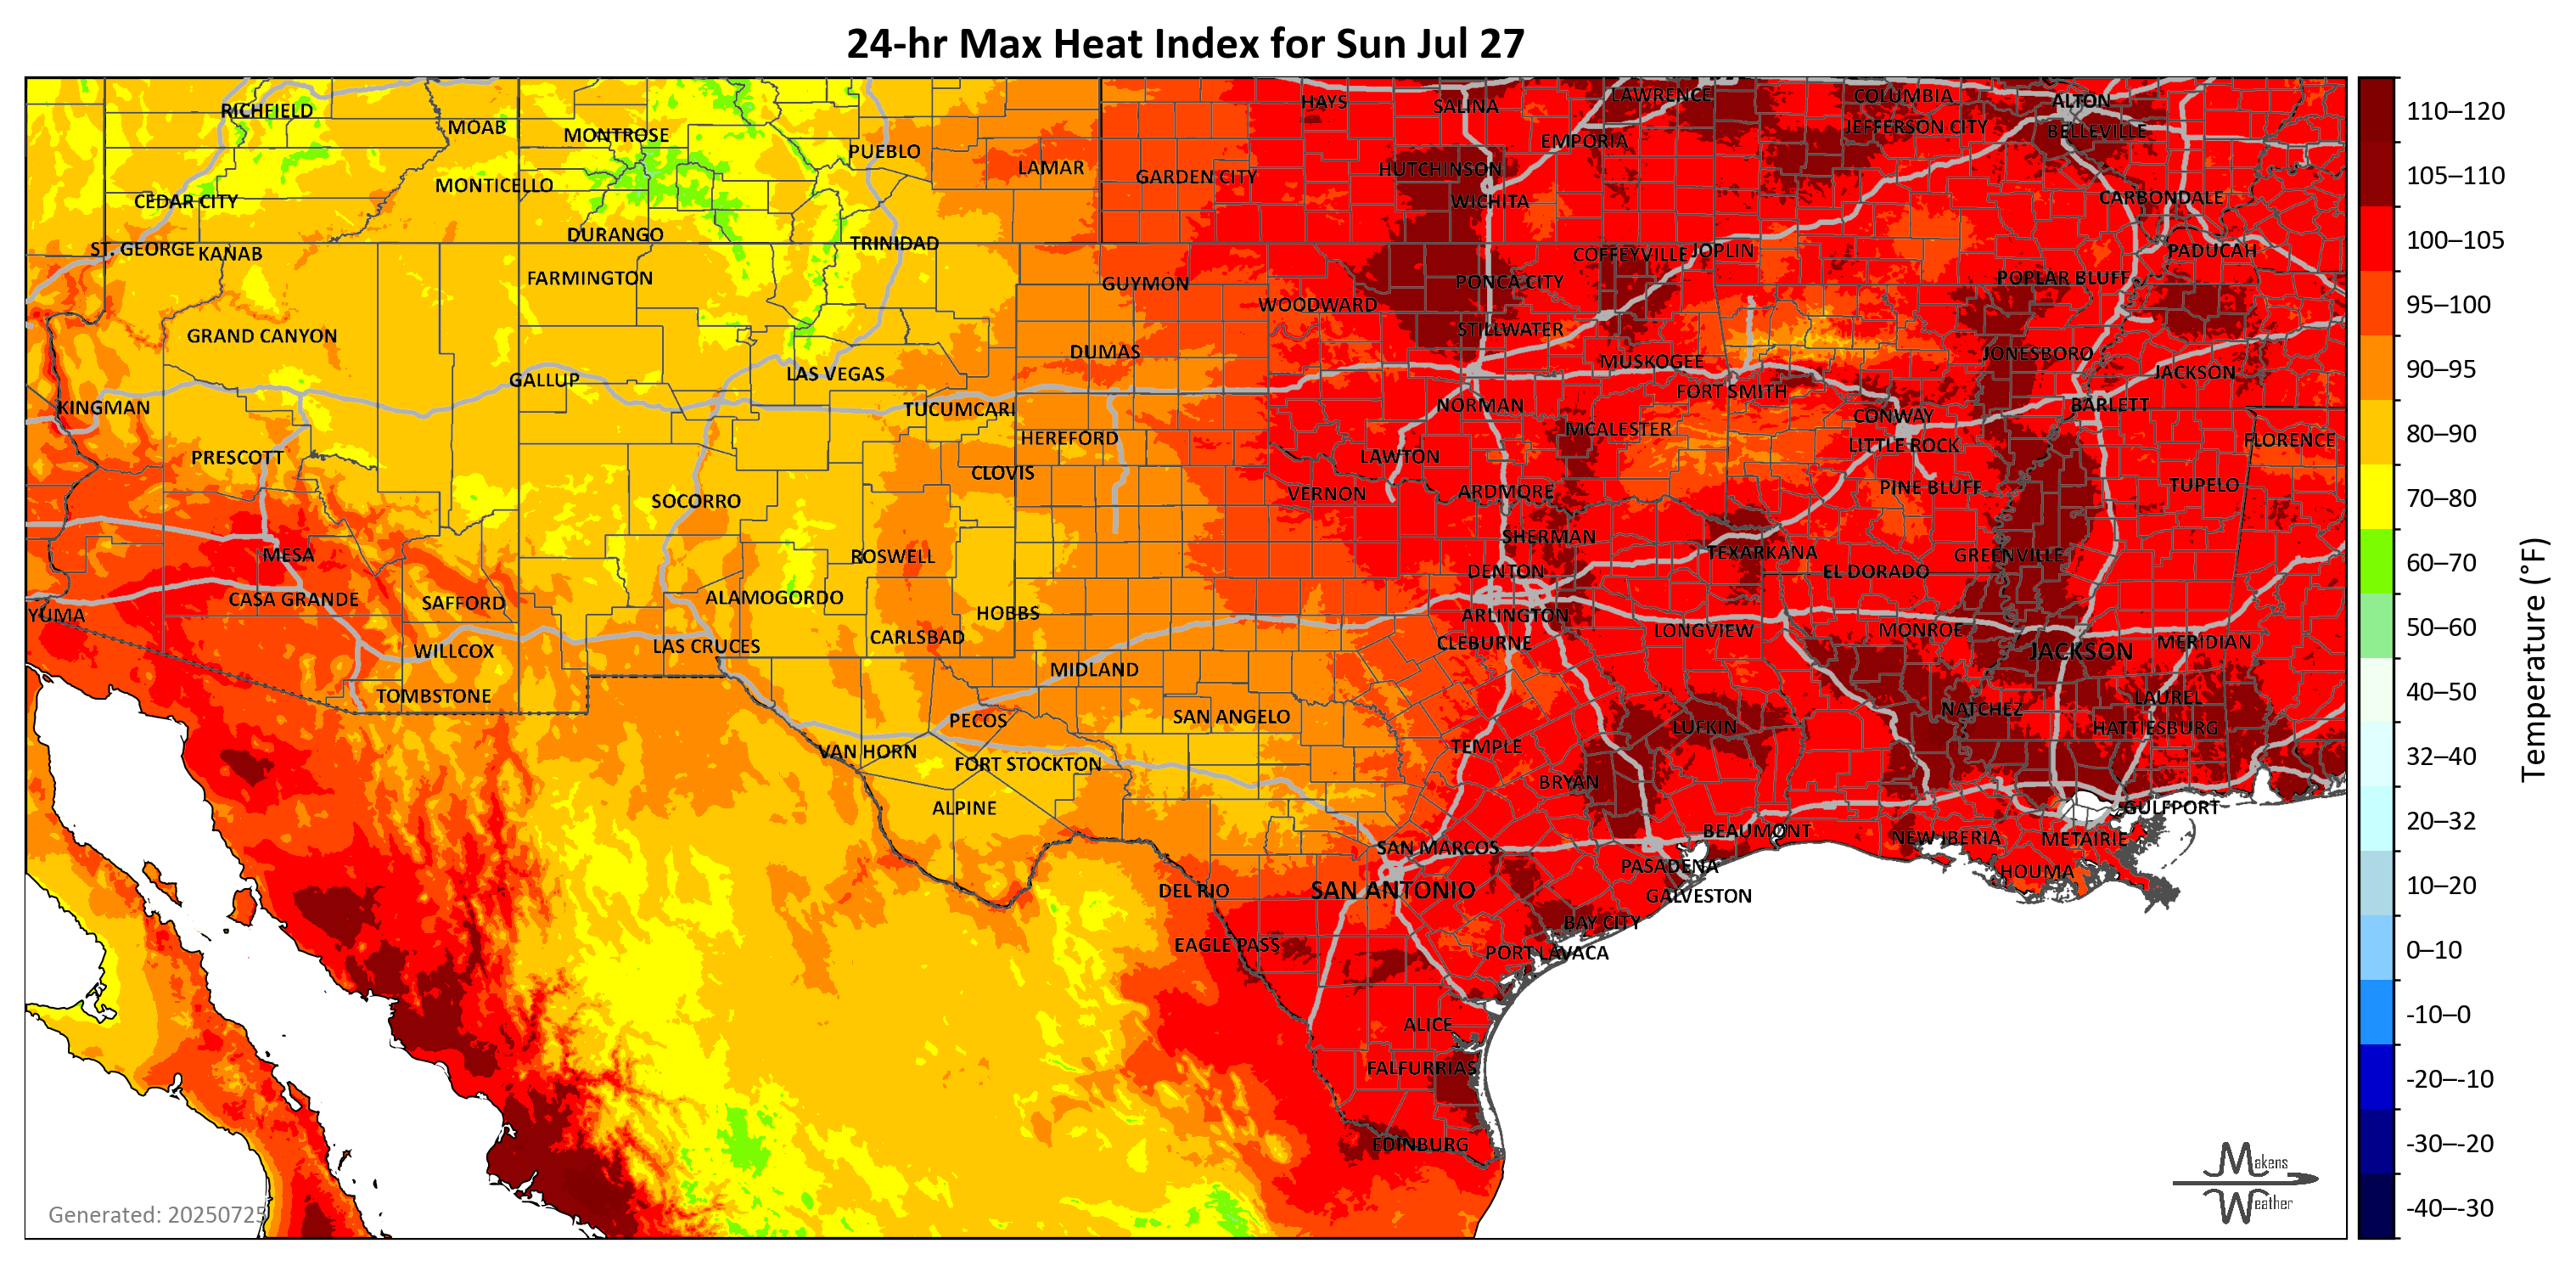 24-hr Max Heat Index for Sun Jul 27
RICHFIELD
MOAB
MONTROSE
PUEBLO
LAMAR
GARDEN CITY
HAYS
SALINA
LAWRENCE
EMPORIA
COLUMBIA
JEFFERSON CITY
ALTON
BELLEVILLE
CEDAR CITY
MONTICELLO
HUTCHINSON
WICHITA
CARBONDALE
ST. GEORGE
KANAB
DURANGO
TRINIDAD
COFFEYVILLE
JOPLIN
PADUCAH
FARMINGTON
GUYMON
WOODWARD
PONCA CITY
POPLAR BLUFF
GRAND CANYON
STILLWATER
DUMAS
MUSKOGEE
JONESBORO
GALLUP
LAS VEGAS
FORT SMITH
JACKSON
KINGMAN
TUCUMCARI
NORMAN
CONWAY
BARLETT
HEREFORD
MCALESTER
LITTLE ROCK
FLORENCE
PRESCOTT
CLOVIS
LAWTON
SOCORRO
VERNON
ARDMORE
PINE BLUFF
TUPELO
MESA
ROSWELL
SHERMAN
TEXARKANA
GREENVILLE
DENTON
EL DORADO
YUMA
CASA GRANDE
SAFFORD
ALAMOGORDO
HOBBS
ARLINGTON
CLEBURNE
LONGVIEW
MONROE
WILLCOX
LAS CRUCES
CARLSBAD
MIDLAND
JACKSON
MERIDIAN
TOMBSTONE
PECOS
SAN ANGELO
LUFKIN
NATCHEZ
LAUREL
HATTIESBURG
VAN HORN
FORT STOCKTON
TEMPLE
BRYAN
ALPINE
GULFPORT
SAN MARCOS
BEAUMONT
NEW IBERIA
METAIRIE
PASADENA
HOUMA
DEL RIO
SAN ANTONIO
GALVESTON
EAGLE PASS
BAY CITY
PORT LAVACA
ALICE
FALFURRIAS
EDINBURG
Generated: 20250725
Makens
Weather
110–120
105–110
100–105
95–100
90–95
80–90
70–80
60–70
50–60
40–50
32–40
20–32
10–20
0–10
-10–0
-20–-10
-30–-20
-40–-30
Temperature (°F)